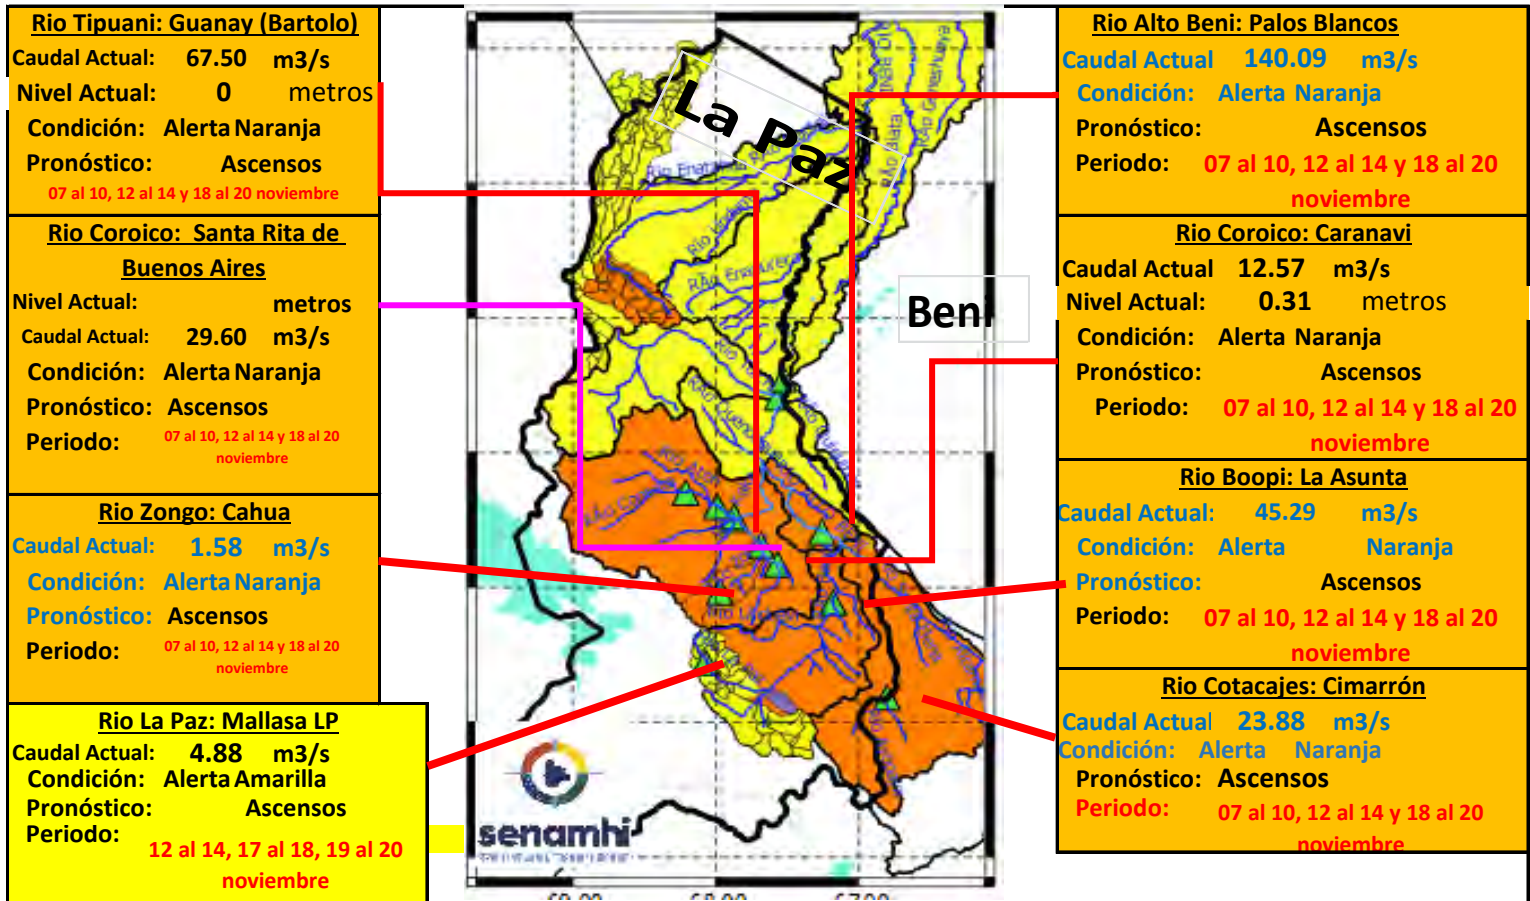 Rio Tipuani: Guanay (Bartolo)
Caudal Actual: 67.50 m3/s
Nivel Actual: 0 metros
Condición: Alerta Naranja
Pronóstico: Ascensos
07 al 10, 12 al 14 y 18 al 20 noviembre
Rio Coroico: Santa Rita de
Buenos Aires
Nivel Actual: metros
Caudal Actual: 29.60 m3/s
Condición: Alerta Naranja
Pronóstico: Ascensos
Periodo: 07 al 10, 12 al 14 y 18 al 20
noviembre
Rio Zongo: Cahua
Caudal Actual: 1.58 m3/s
Condición: Alerta Naranja
Pronóstico: Ascensos
Periodo: 07 al 10, 12 al 14 y 18 al 20
noviembre
Rio La Paz: Mallasa LP
Caudal Actual: 4.88 m3/s
Condición: Alerta Amarilla
Pronóstico: Ascensos
Periodo:
12 al 14, 17 al 18, 19 al 20
noviembre
La Paz
Beni
senamhi
Rio Alto Beni: Palos Blancos
Caudal Actual 140.09 m3/s
Condición: Alerta Naranja
Pronóstico: Ascensos
Periodo: 07 al 10, 12 al 14 y 18 al 20
noviembre
Rio Coroico: Caranavi
Caudal Actual 12.57 m3/s
Nivel Actual: 0.31 metros
Condición: Alerta Naranja
Pronóstico: Ascensos
Periodo: 07 al 10, 12 al 14 y 18 al 20
noviembre
Rio Boopi: La Asunta
Caudal Actual: 45.29 m3/s
Condición: Alerta Naranja
Pronóstico: Ascensos
Periodo: 07 al 10, 12 al 14 y 18 al 20
noviembre
Rio Cotacajes: Cimarrón
Caudal Actual 23.88 m3/s
Condición: Alerta Naranja
Pronóstico: Ascensos
Periodo: 07 al 10, 12 al 14 y 18 al 20
noviembre